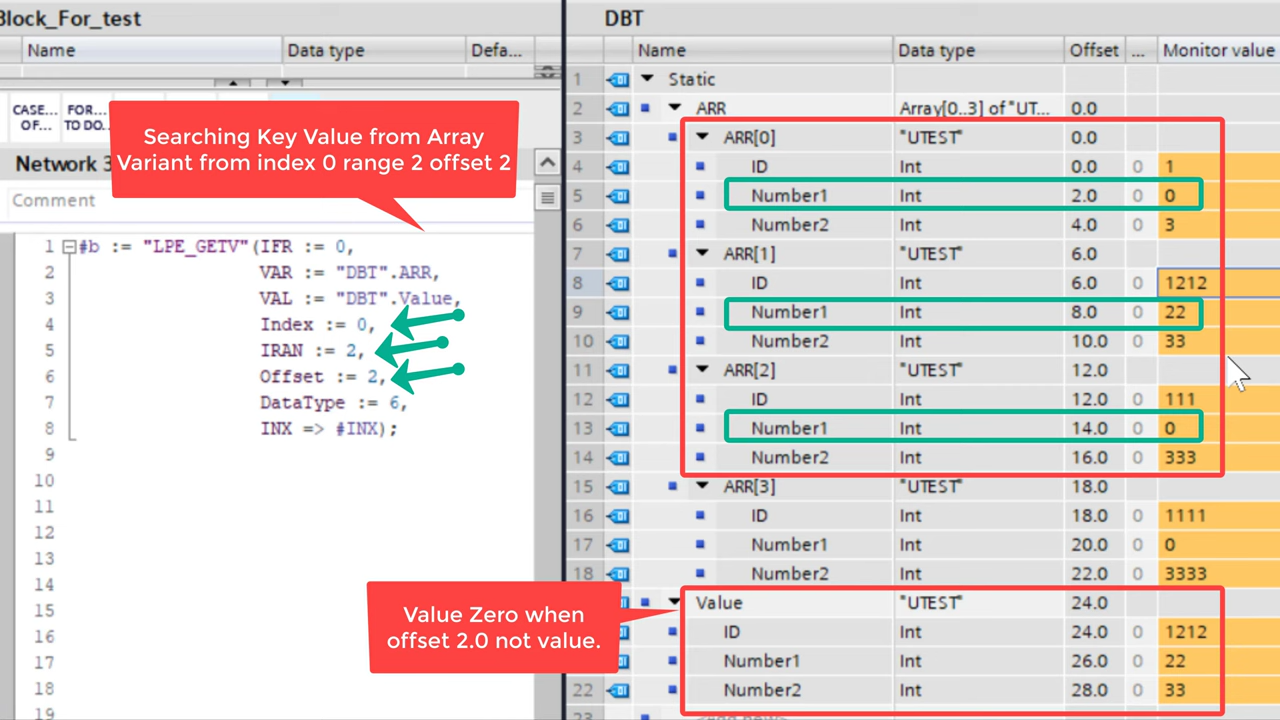 Block_For_test
Name Data type Defa...
CASE... FOR...
OF... TO DO...
Searching Key Value from Array
Variant from index 0 range 2 offset 2
Network 3
Comment
1 #b := "LPE_GETV"(IFR := 0,
2 VAR := "DBT".ARR,
3 VAL := "DBT".Value,
4 Index := 0,
5 IRAN := 2,
6 Offset := 2,
7 DataType := 6,
8 INX => #INX);
9
10
11
12
13
14
15
16
17
18
19
DBT
Name Data type Offset ... Monitor value
1 Static
2 ARR Array[0..3] of "UT... 0.0
3 ARR[0] "UTEST" 0.0
4 ID Int 0.0 0 1
5 Number1 Int 2.0 0 0
6 Number2 Int 4.0 0 3
7 ARR[1] "UTEST" 6.0
8 ID Int 6.0 0 1212
9 Number1 Int 8.0 0 22
10 Number2 Int 10.0 0 33
11 ARR[2] "UTEST" 12.0
12 ID Int 12.0 0 111
13 Number1 Int 14.0 0 0
14 Number2 Int 16.0 0 333
15 ARR[3] "UTEST" 18.0
16 ID Int 18.0 0 1111
17 Number1 Int 20.0 0 0
18 Number2 Int 22.0 0 3333
Value "UTEST" 24.0
ID Int 24.0 0 1212
Number1 Int 26.0 0 22
22 Number2 Int 28.0 0 33
23 <Add new>
Value Zero when
offset 2.0 not value.